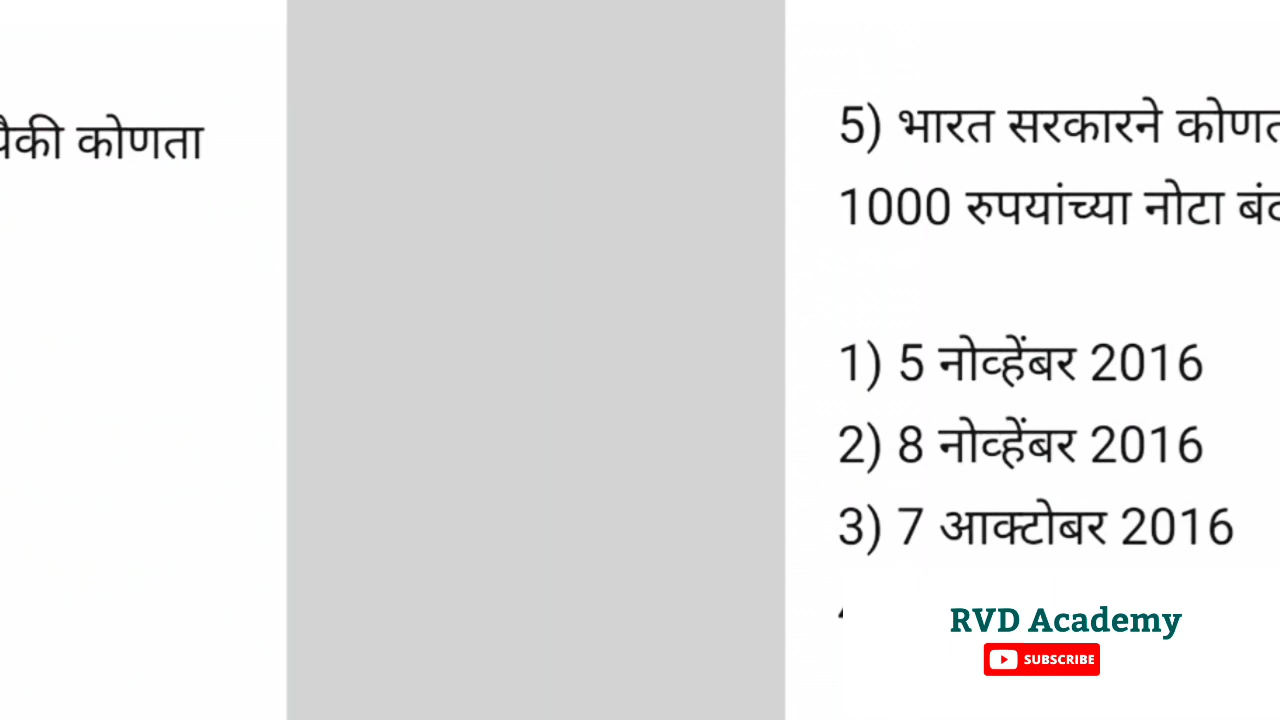 कोणता
5) भारत सरकारने
1000 रुपयांच्या नोटा
1) 5 नोव्हेंबर 2016
2) 8 नोव्हेंबर 2016
3) 7 आक्टोबर 2016
RVD Academy
SUBSCRIBE